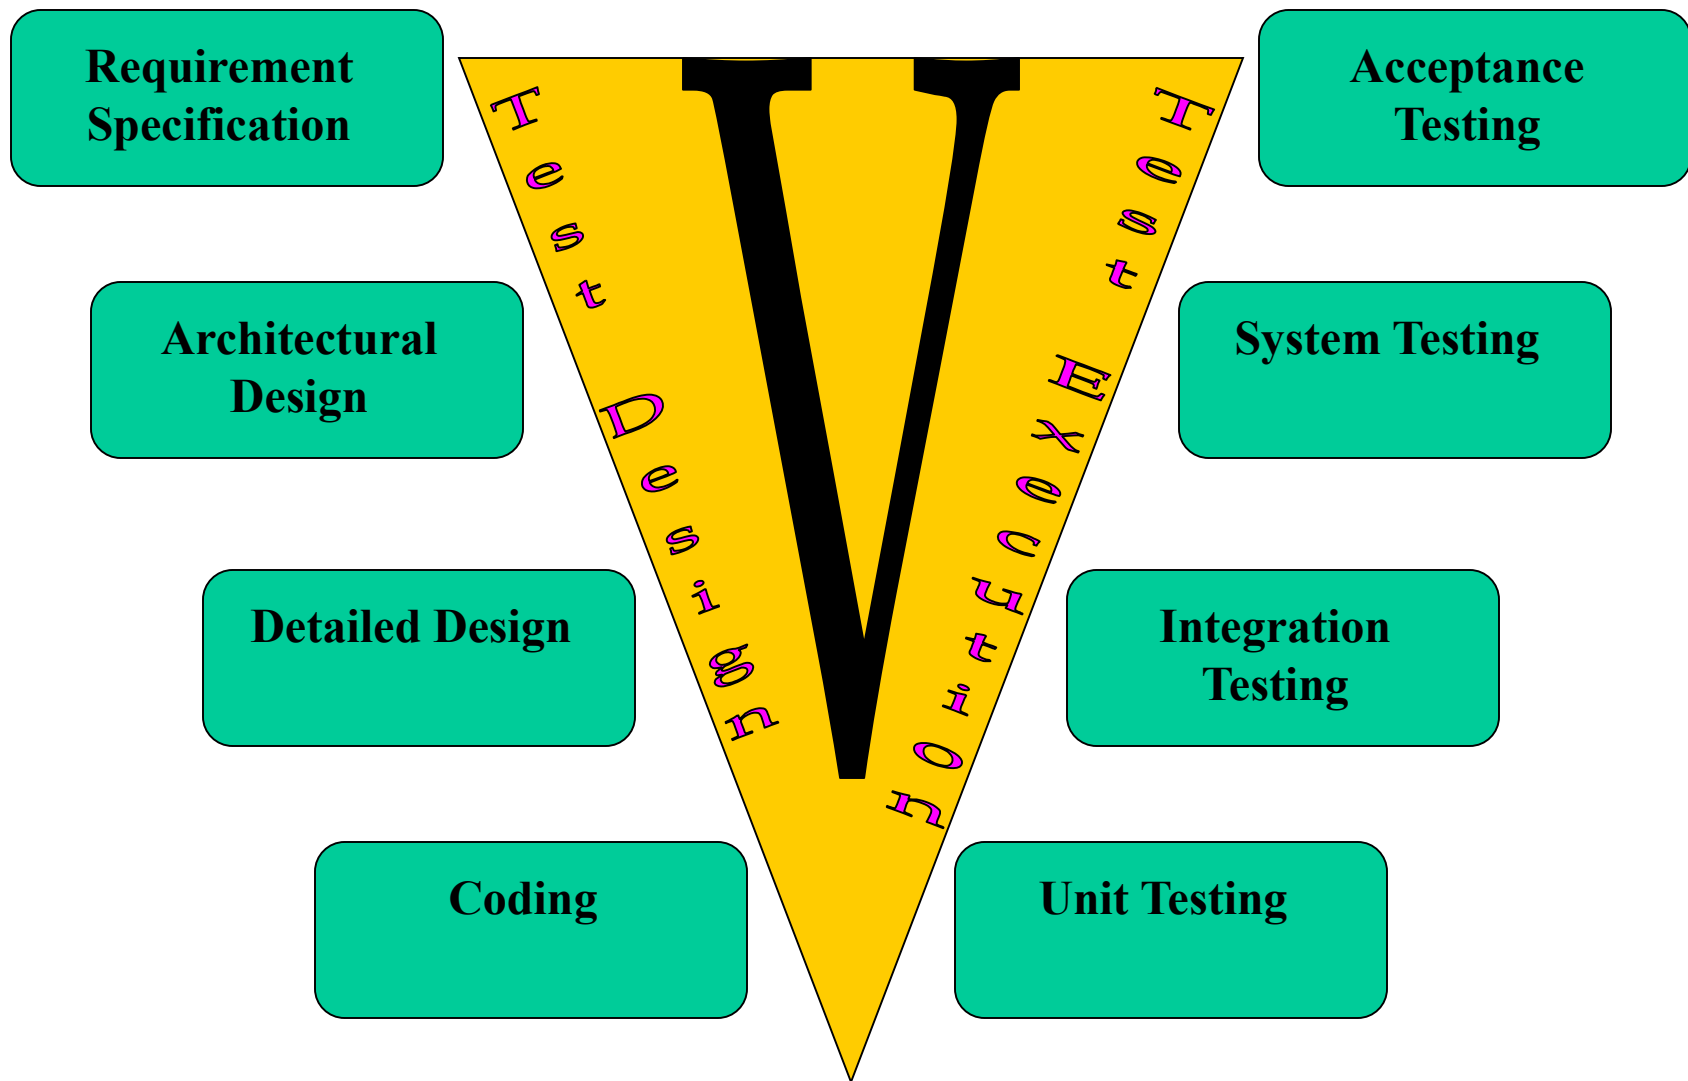 Requirement
Specification
Acceptance
Testing
V
Test Design
Test Execution
Architectural
Design
System Testing
Detailed Design
Integration
Testing
Coding
Unit Testing